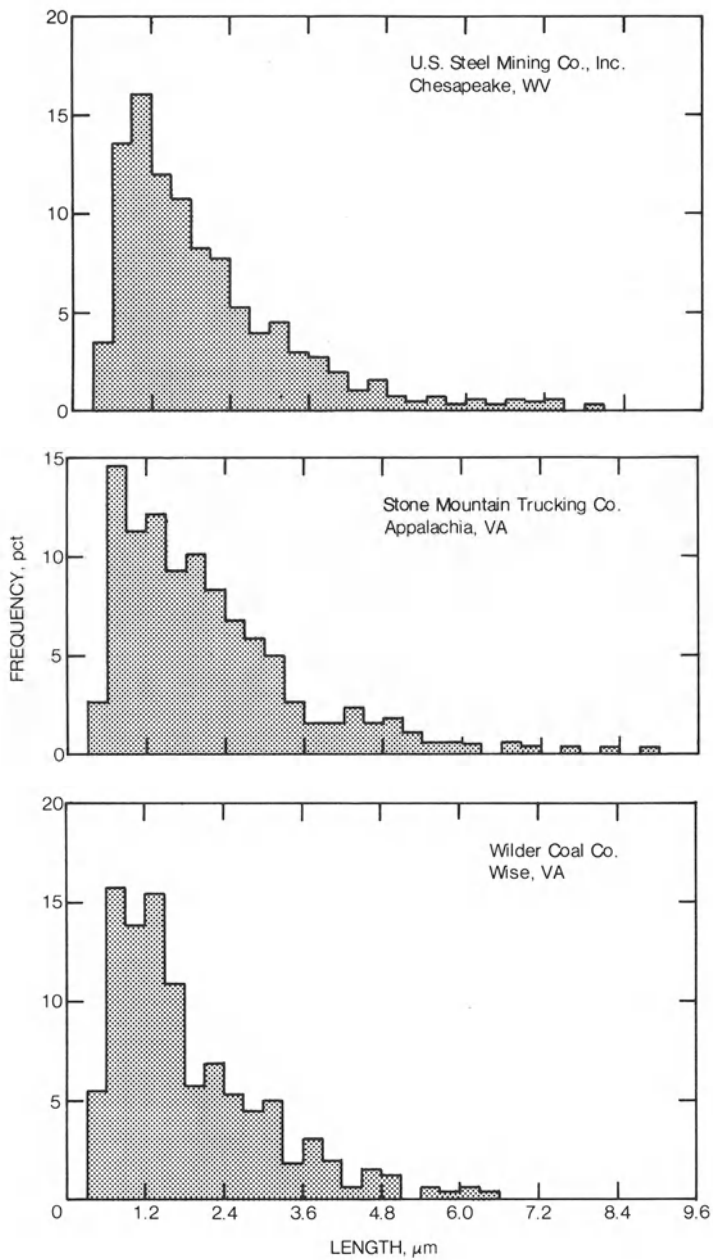 20
U.S. Steel Mining Co., Inc.
Chesapeake, WV
15
10
5
0
15
Stone Mountain Trucking Co.
Appalachia, VA
10
5
0
FREQUENCY, pct
20
Wilder Coal Co.
Wise, VA
15
10
5
0 1.2 2.4 3.6 4.8 6.0 7.2 8.4 9.6
LENGTH, μm